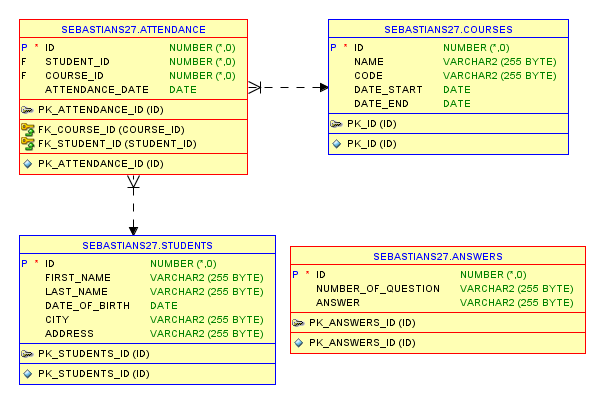 SEBASTIANS27.ATTENDANCE
P * ID NUMBER (*,0)
F STUDENT_ID NUMBER (*,0)
F COURSE_ID NUMBER (*,0)
ATTENDANCE_DATE DATE
PK_ATTENDANCE_ID (ID)
FK_COURSE_ID (COURSE_ID)
FK_STUDENT_ID (STUDENT_ID)
PK_ATTENDANCE_ID (ID)
SEBASTIANS27.COURSES
P * ID NUMBER (*,0)
NAME VARCHAR2 (255 BYTE)
CODE VARCHAR2 (255 BYTE)
DATE_START DATE
DATE_END DATE
PK_ID (ID)
PK_ID (ID)
SEBASTIANS27.STUDENTS
P * ID NUMBER (*,0)
FIRST_NAME VARCHAR2 (255 BYTE)
LAST_NAME VARCHAR2 (255 BYTE)
DATE_OF_BIRTH DATE
CITY VARCHAR2 (255 BYTE)
ADDRESS VARCHAR2 (255 BYTE)
PK_STUDENTS_ID (ID)
PK_STUDENTS_ID (ID)
SEBASTIANS27.ANSWERS
P * ID NUMBER (*,0)
NUMBER_OF_QUESTION VARCHAR2 (255 BYTE)
ANSWER VARCHAR2 (255 BYTE)
PK_ANSWERS_ID (ID)
PK_ANSWERS_ID (ID)